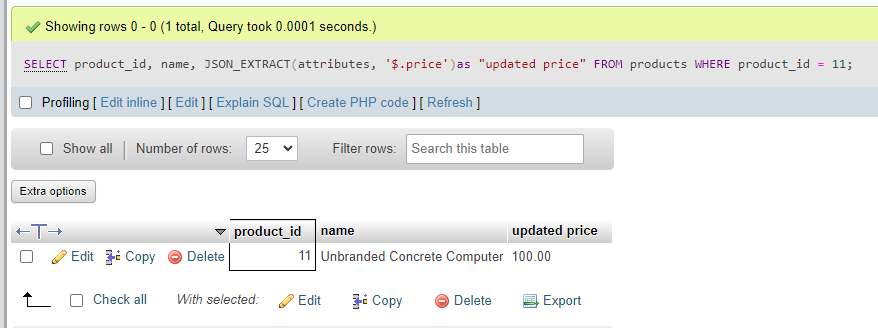 Showing rows 0 - 0 (1 total, Query took 0.0001 seconds.)
SELECT product_id, name, JSON_EXTRACT(attributes, '$.price')as "updated price" FROM products WHERE product_id = 11;
Profiling [ Edit inline ] [ Edit ] [ Explain SQL ] [ Create PHP code ] [ Refresh ]
Show all Number of rows: 25 Filter rows: Search this table
Extra options
product_id name updated price
Edit Copy Delete 11 Unbranded Concrete Computer 100.00
Check all With selected: Edit Copy Delete Export